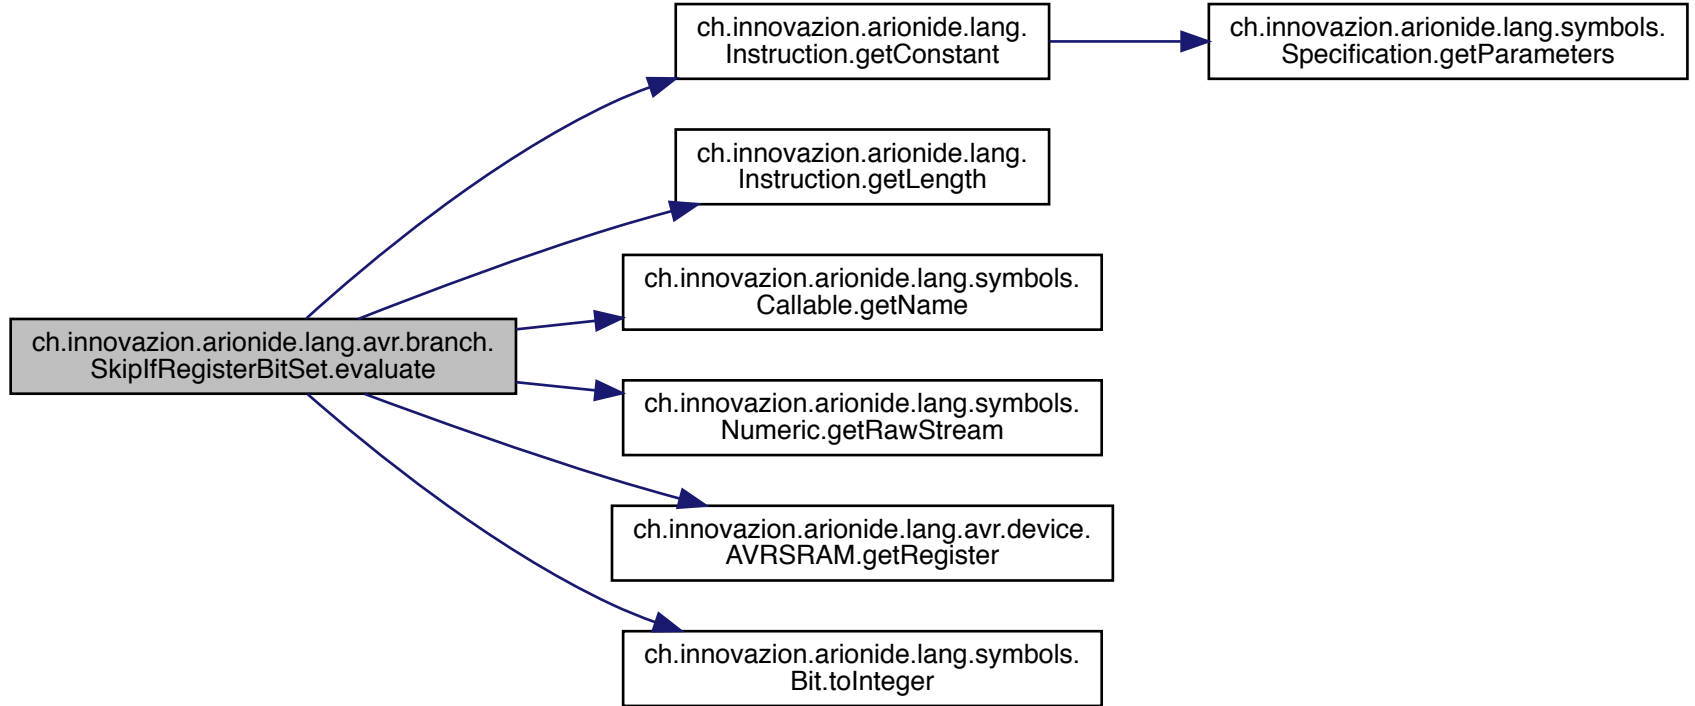 ch.innovazion.arionide.lang.
Instruction.getConstant
ch.innovazion.arionide.lang.symbols.
Specification.getParameters
ch.innovazion.arionide.lang.
Instruction.getLength
ch.innovazion.arionide.lang.symbols.
Callable.getName
ch.innovazion.arionide.lang.avr.branch.
SkipIfRegisterBitSet.evaluate
ch.innovazion.arionide.lang.symbols.
Numeric.getRawStream
ch.innovazion.arionide.lang.avr.device.
AVRSRAM.getRegister
ch.innovazion.arionide.lang.symbols.
Bit.toInteger